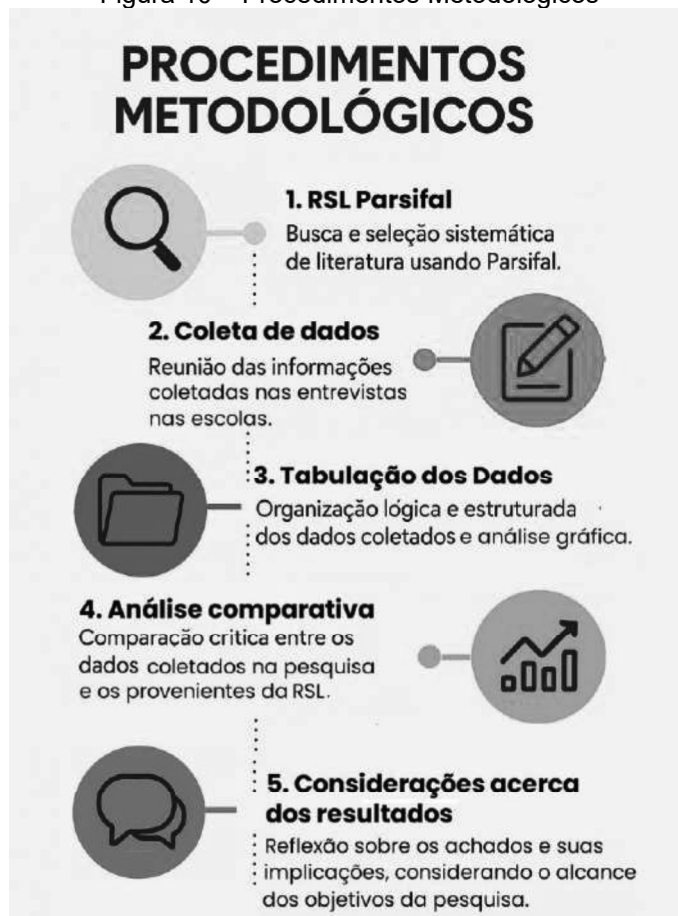 Figura 10 – Procedimentos Metodológicos
PROCEDIMENTOS
METODOLÓGICOS
1. RSL Parsifal
Busca e seleção sistemática
de literatura usando Parsifal.
2. Coleta de dados
Reunião das informações
coletadas nas entrevistas
nas escolas.
3. Tabulação dos Dados
Organização lógica e estruturada
dos dados coletados e análise gráfica.
4. Análise comparativa
Comparação critica entre os
dados coletados na pesquisa
e os provenientes da RSL.
5. Considerações acerca
dos resultados
Reflexão sobre os achados e suas
implicações, considerando o alcance
dos objetivos da pesquisa.